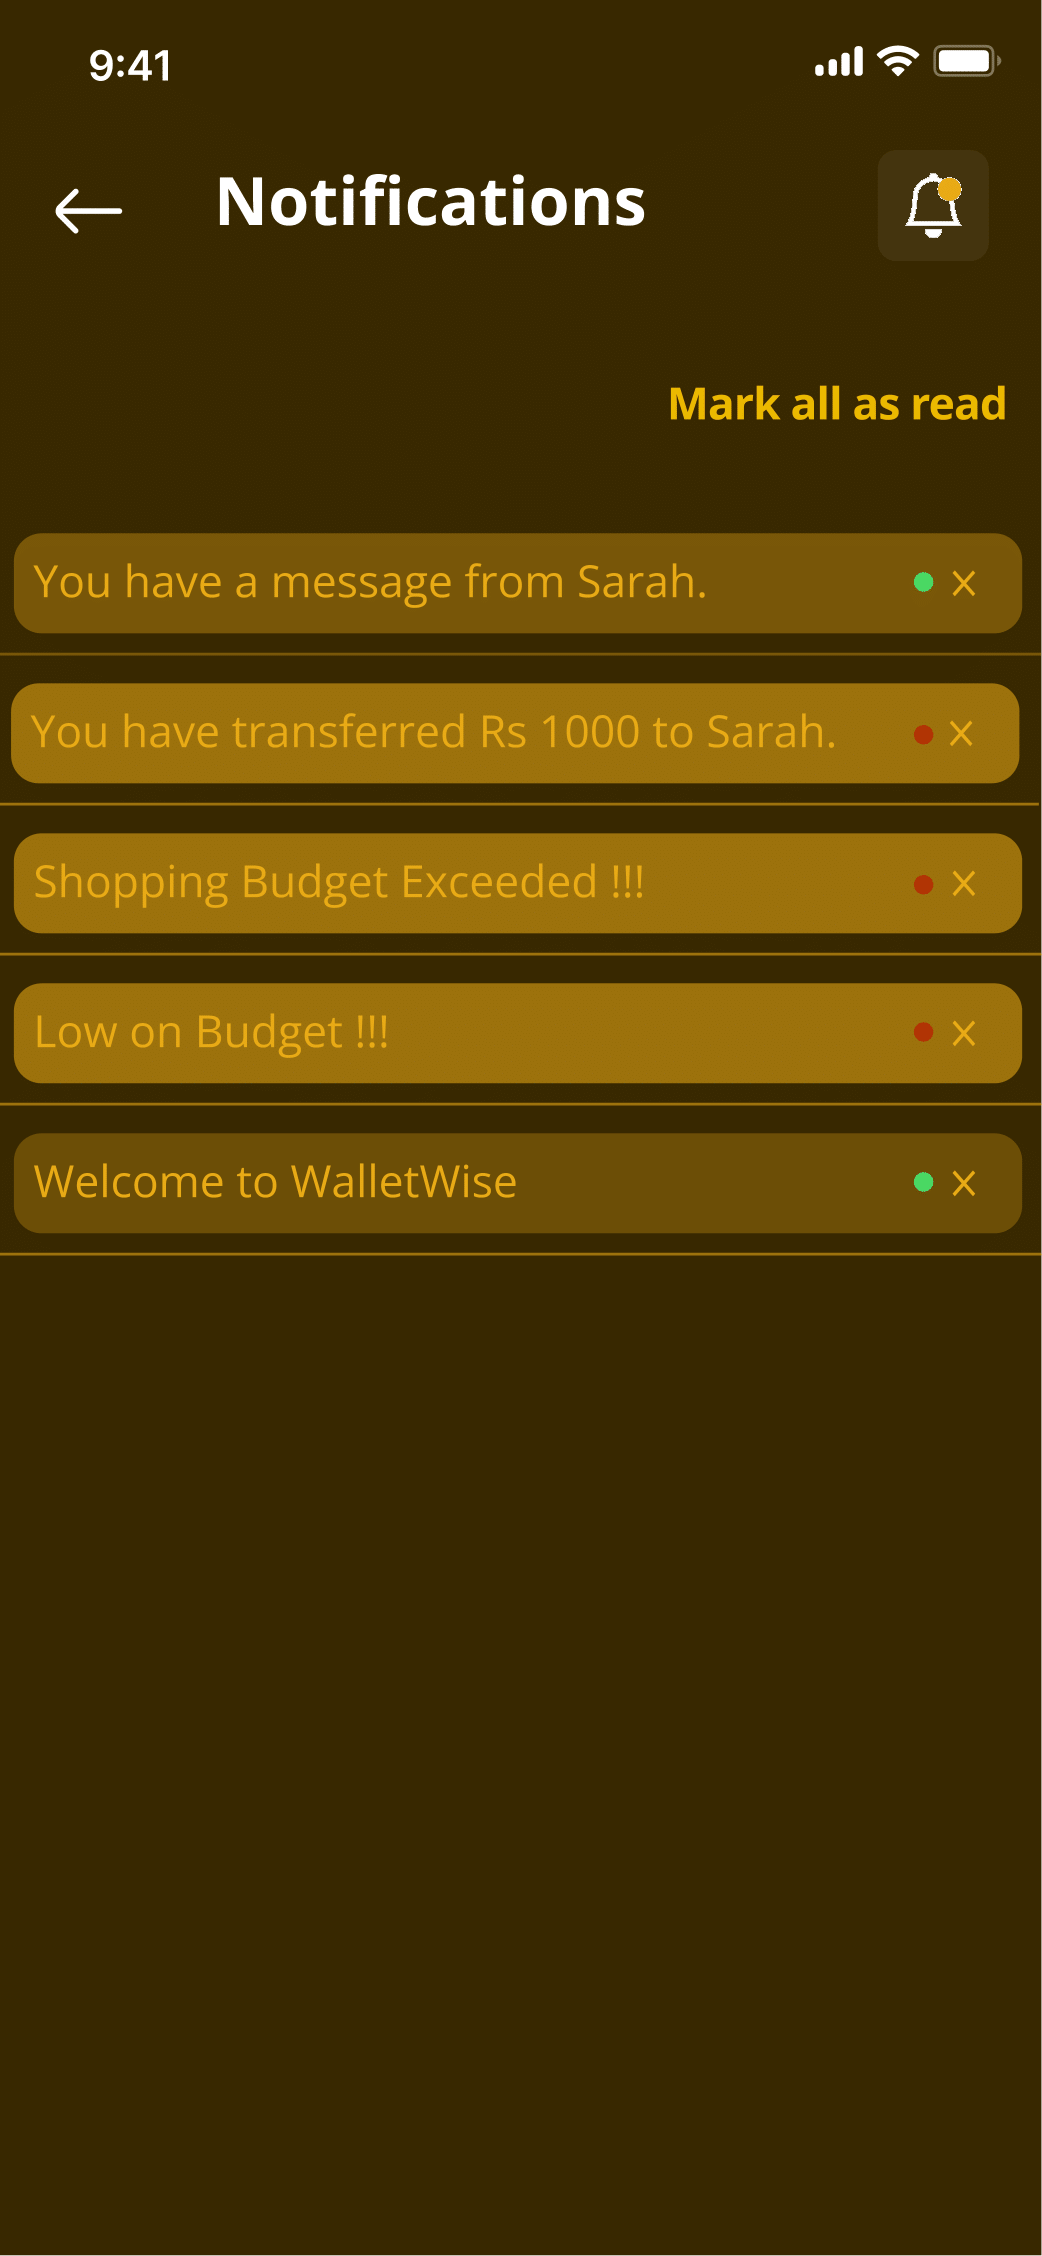 9:41
Notifications
Mark all as read
You have a message from Sarah.
You have transferred Rs 1000 to Sarah.
Shopping Budget Exceeded !!!
Low on Budget !!!
Welcome to WalletWise